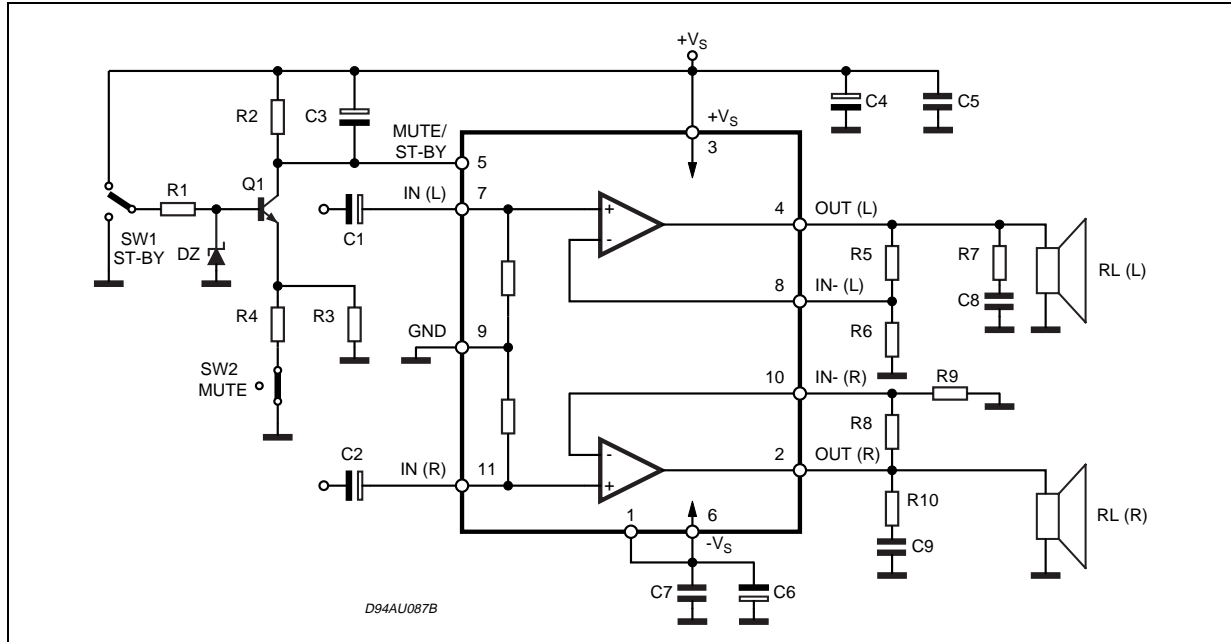 +VS
R2
C3
C4
C5
+VS
3
MUTE/
ST-BY
5
R1
Q1
IN (L)
7
C1
SW1
ST-BY
DZ
4
OUT (L)
R5
R7
RL (L)
8
IN- (L)
C8
R4
R3
GND
9
R6
SW2
MUTE
10
IN- (R)
R9
R8
C2
IN (R)
11
2
OUT (R)
R10
RL (R)
1
6
-VS
C9
C7
C6
D94AU087B
+
-
-
+